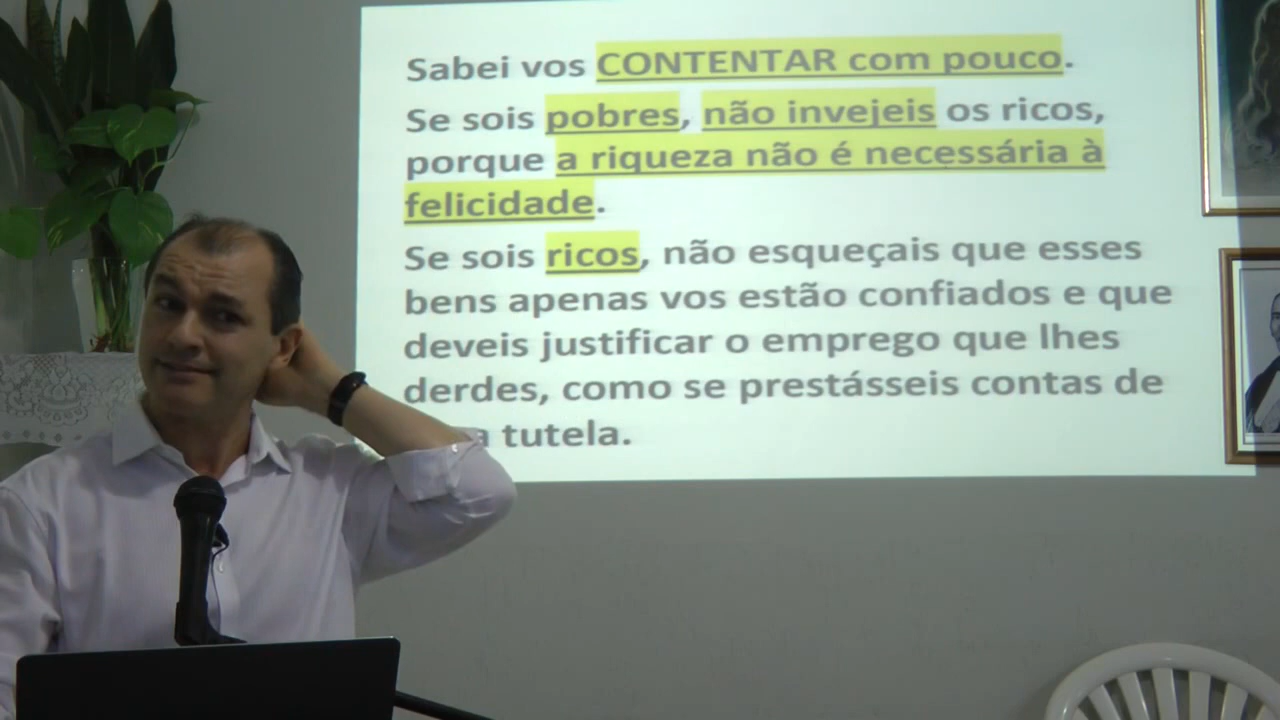 Sabei vos CONTENTAR com pouco.
Se sois pobres, não invejeis os ricos,
porque a riqueza não é necessária à
felicidade.
Se sois ricos, não esqueçais que esses
bens apenas vos estão confiados e que
deveis justificar o emprego que lhes
derdes, como se prestásseis contas de
tutela.